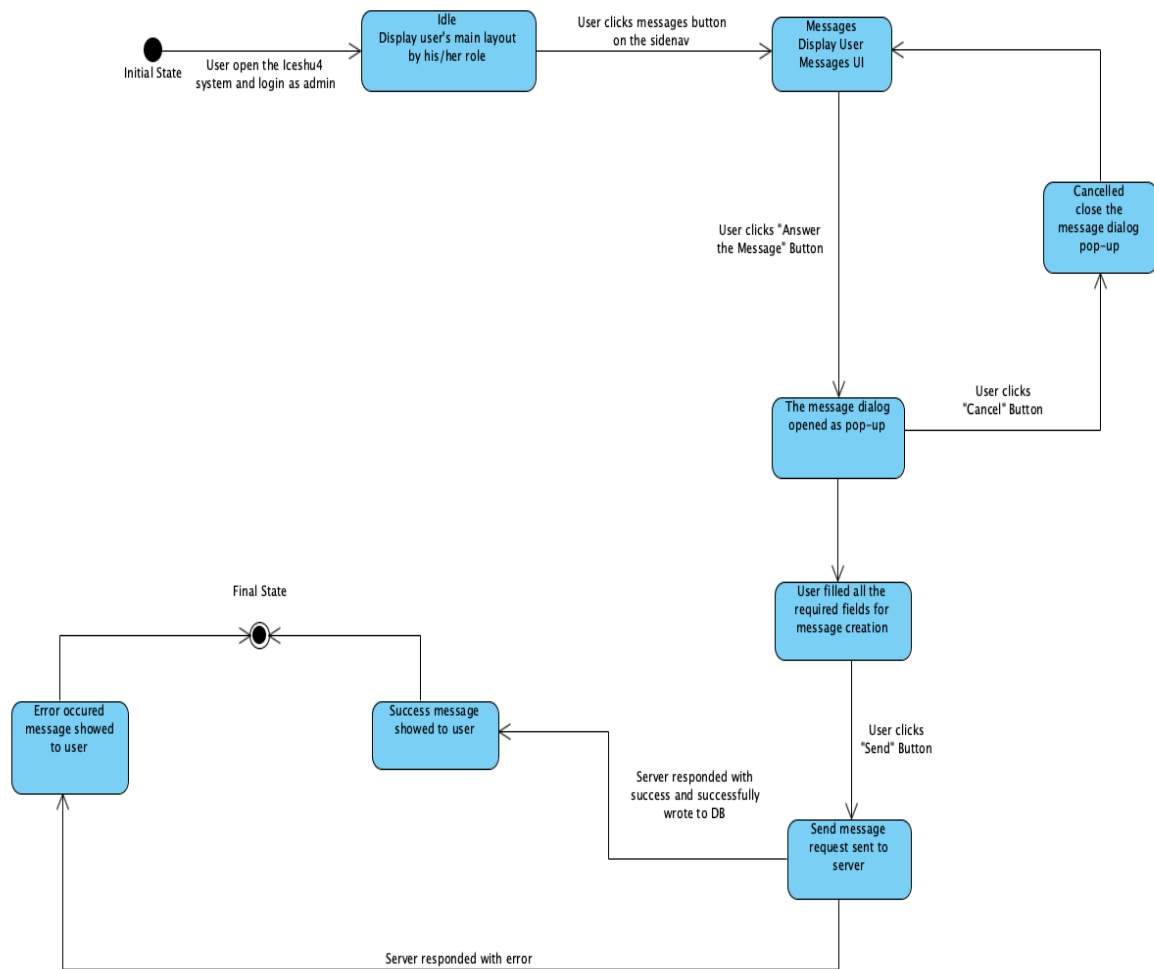 Idle
Display user's main layout
by his/her role
User clicks messages button
on the sidenav
Messages
Display User
Messages UI
Initial State
User open the Iceshu4
system and login as admin
Cancelled
close the
message dialog
pop-up
User clicks "Answer
the Message" Button
User clicks
"Cancel" Button
The message dialog
opened as pop-up
User filled all the
required fields for
message creation
Final State
Error occured
message showed
to user
Success message
showed to user
User clicks
"Send" Button
Server responded with
success and successfully
wrote to DB
Send message
request sent to
server
Server responded with error